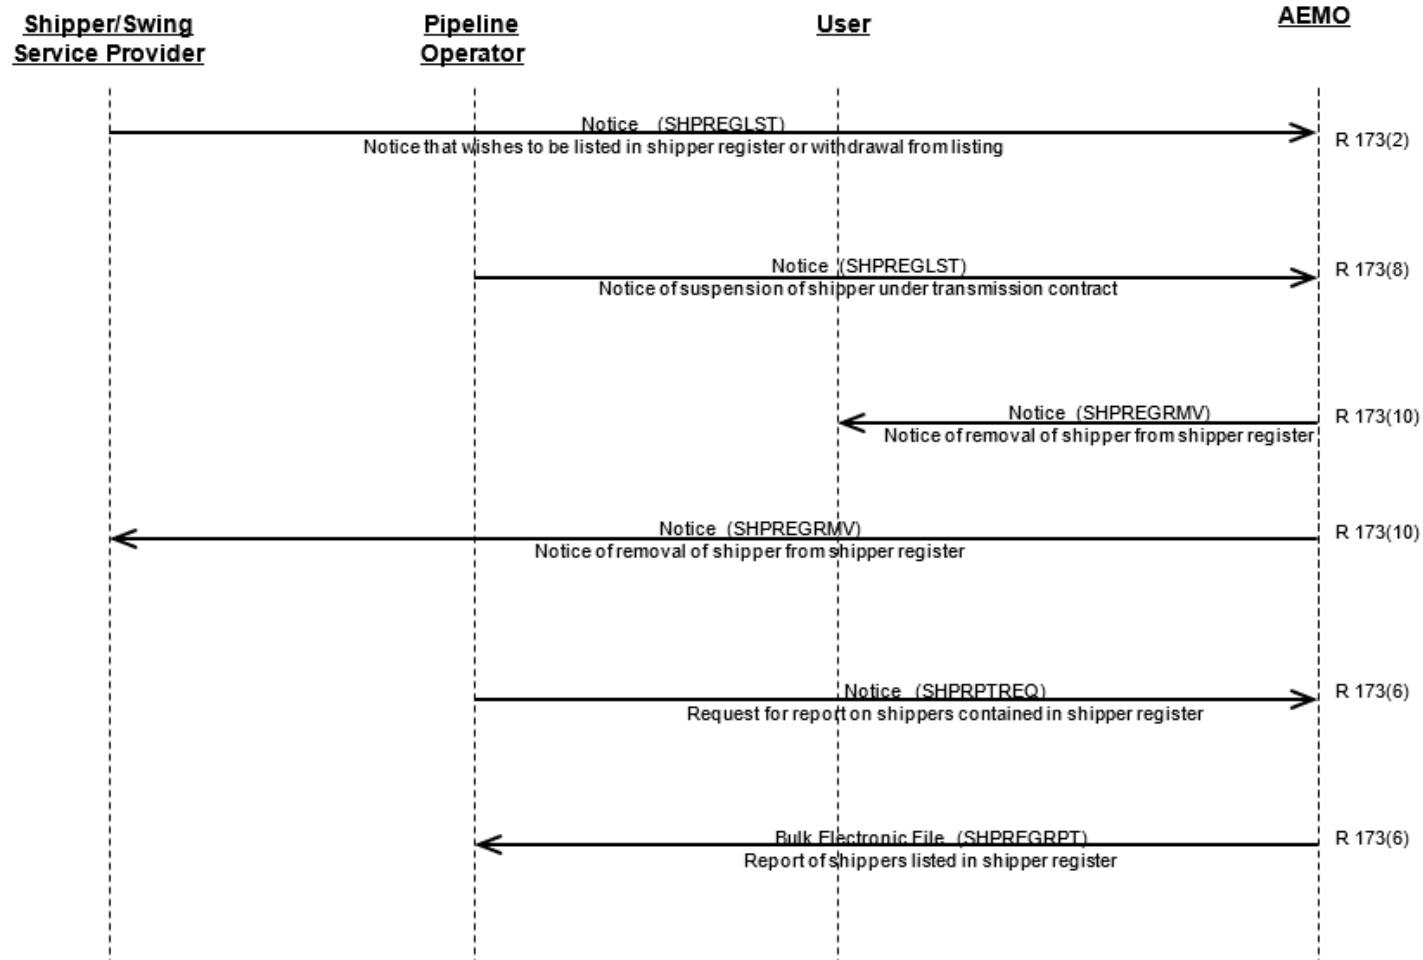 Shipper/Swing
Service Provider
Pipeline
Operator
User
AEMO
Notice (SHPREGLST)
Notice that wishes to be listed in shipper register or withdrawal from listing
R 173(2)
Notice (SHPREGLST)
Notice of suspension of shipper under transmission contract
R 173(8)
Notice (SHPREGRMV)
Notice of removal of shipper from shipper register
R 173(10)
Notice (SHPREGRMV)
Notice of removal of shipper from shipper register
R 173(10)
Notice (SHPRPTREQ)
Request for report on shippers contained in shipper register
R 173(6)
Bulk Electronic File (SHPREGRPT)
Report of shippers listed in shipper register
R 173(6)